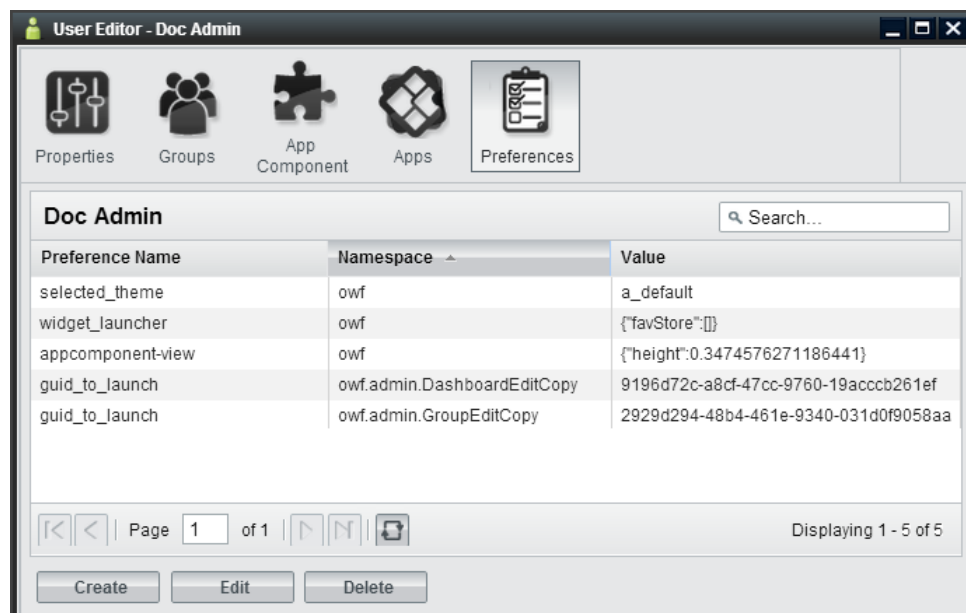 User Editor - Doc Admin
Properties
Groups
App
Component
Apps
Preferences
Doc Admin
Search...
Preference Name Namespace Value
selected_theme owf a_default
widget_launcher owf {"favStore":[]}
appcomponent-view owf {"height":0.3474576271186441}
guid_to_launch owf.admin.DashboardEditCopy 9196d72c-a8cf-47cc-9760-19acccb261ef
guid_to_launch owf.admin.GroupEditCopy 2929d294-48b4-461e-9340-031d0f9058aa
Page 1 of 1 Displaying 1 - 5 of 5
Create Edit Delete